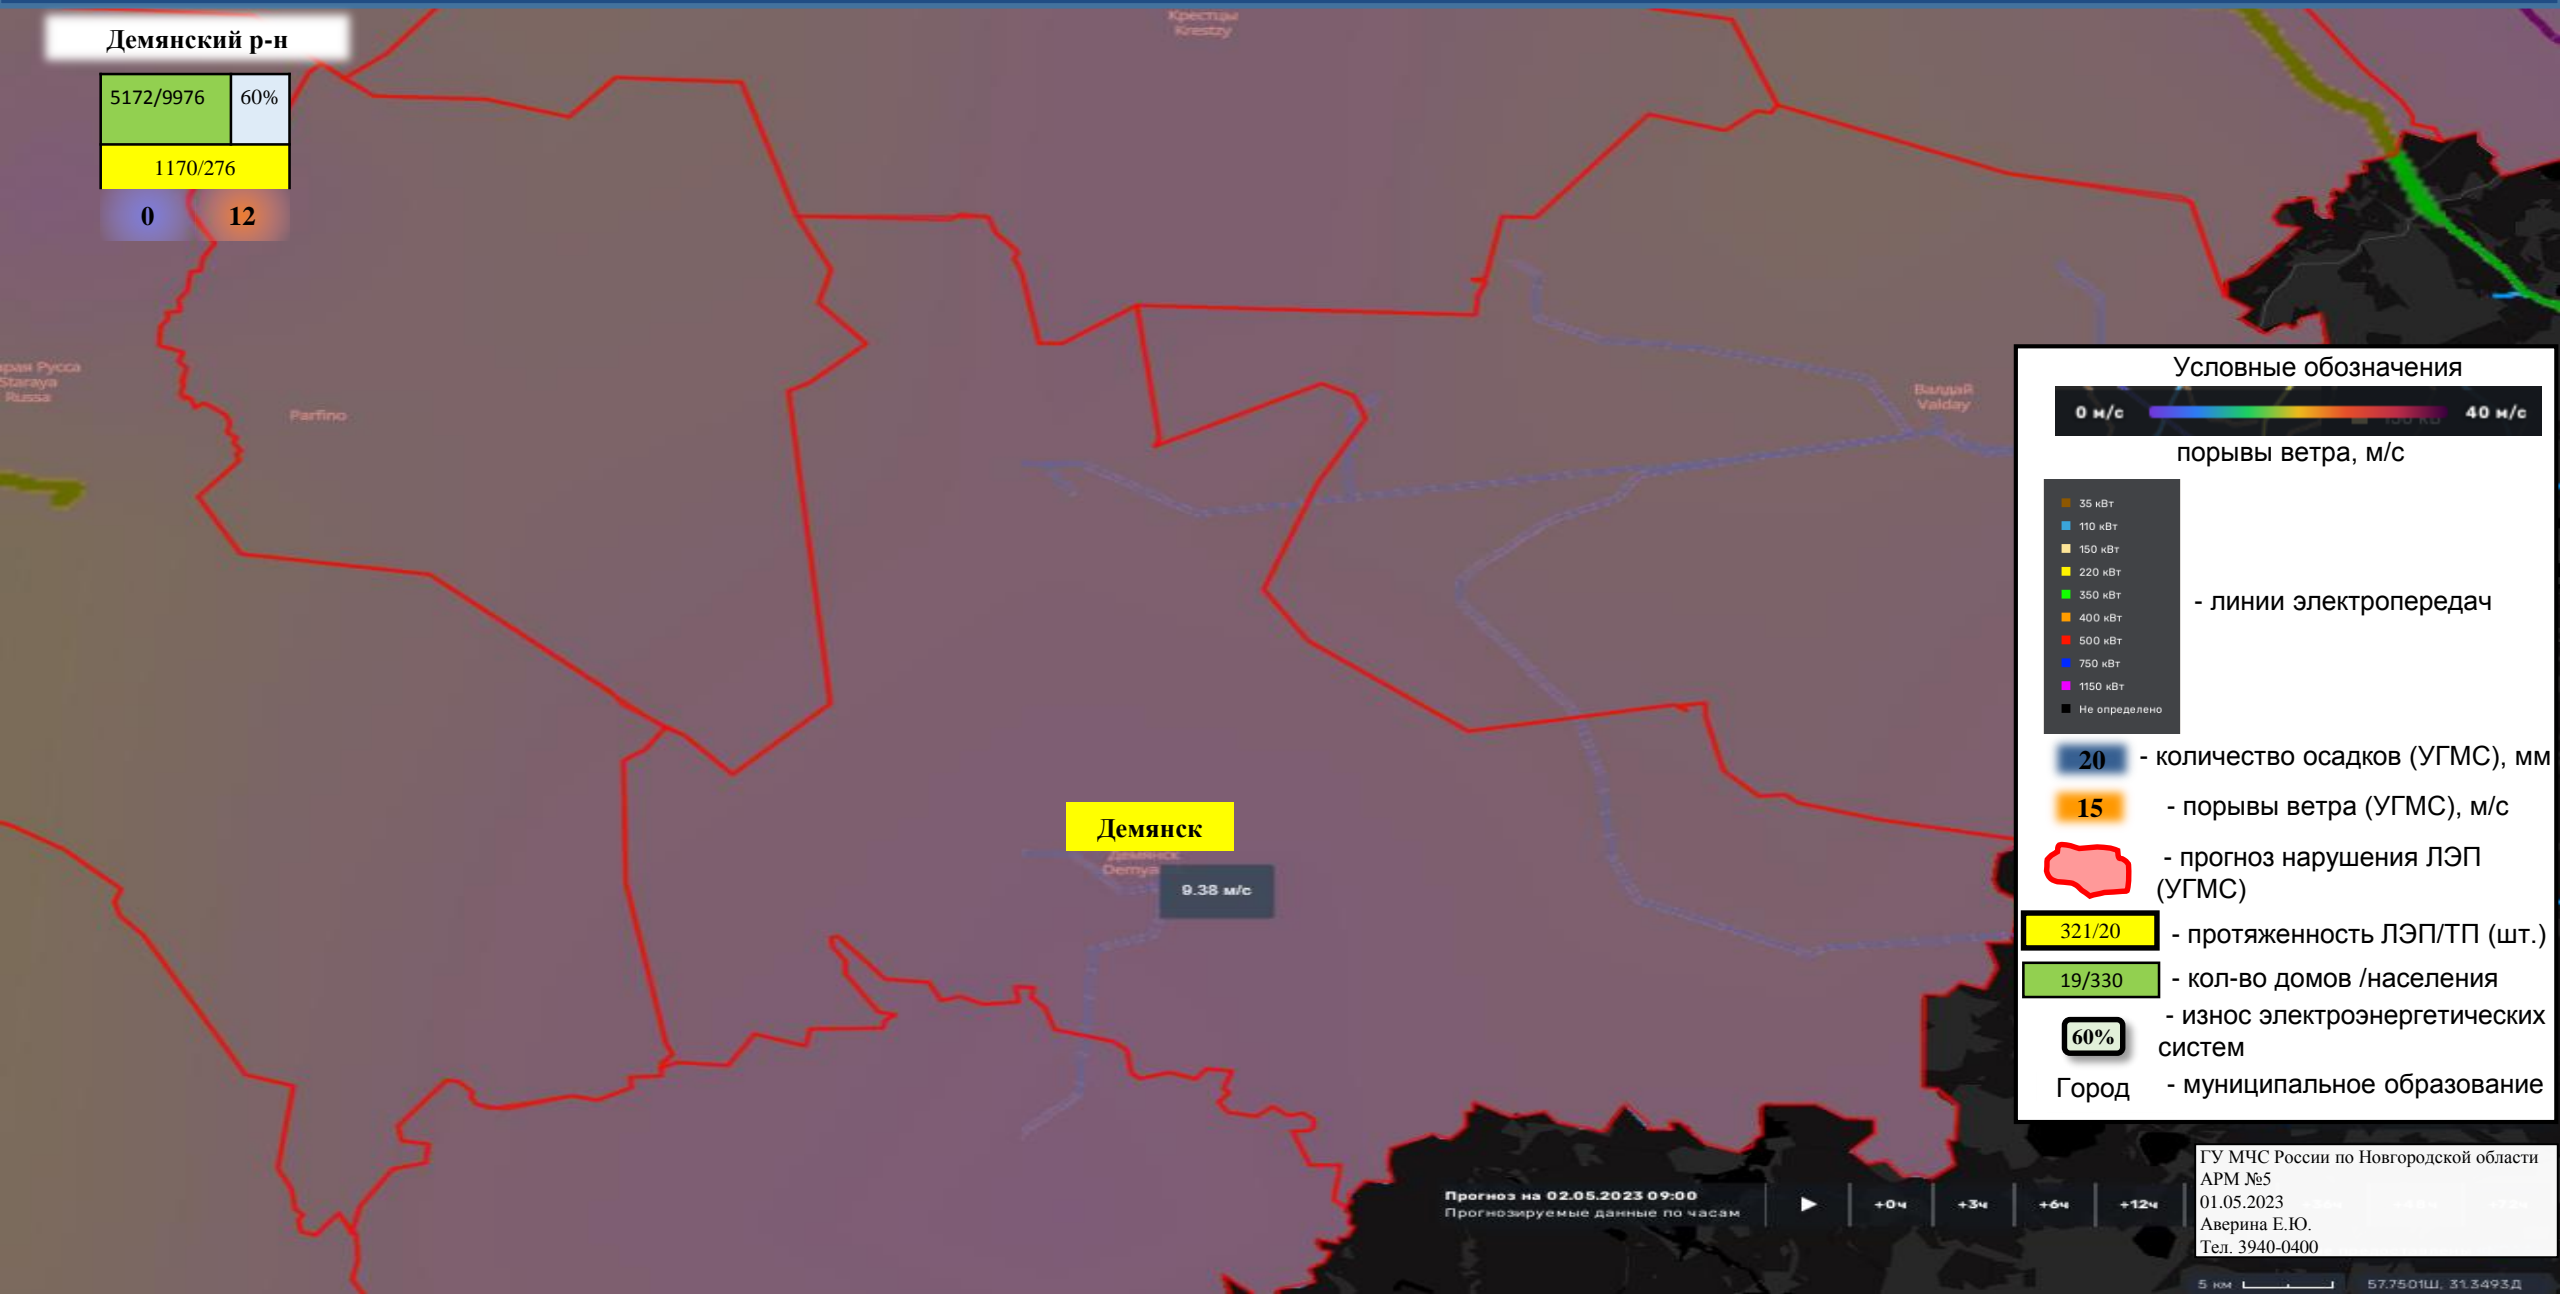 Демянский р-н
5172/9976
60%
1170/276
0
12
Крестцы
Krestzy
Русса
Staraya
Russa
Parfino
Валдай
Valday
Демянск
Демянск
9.38 м/с
Условные обозначения
0 м/с
40 м/с
порывы ветра, м/с
35 кВт
110 кВт
150 кВт
220 кВт
350 кВт
400 кВт
500 кВт
750 кВт
1150 кВт
Не определено
- линии электропередач
20 - количество осадков (УГМС), мм
15 - порывы ветра (УГМС), м/с
- прогноз нарушения ЛЭП
(УГМС)
321/20 - протяженность ЛЭП/ТП (шт.)
19/330 - кол-во домов /населения
60% - износ электроэнергетических
систем
Город - муниципальное образование
Прогноз на 02.05.2023 09:00
Прогнозируемые данные по часам
+0ч
+3ч
+6ч
+12ч
ГУ МЧС России по Новгородской области
АРМ №5
01.05.2023
Аверина Е.Ю.
Тел. 3940-0400
5 км
57.7501Ш, 31.3493Д